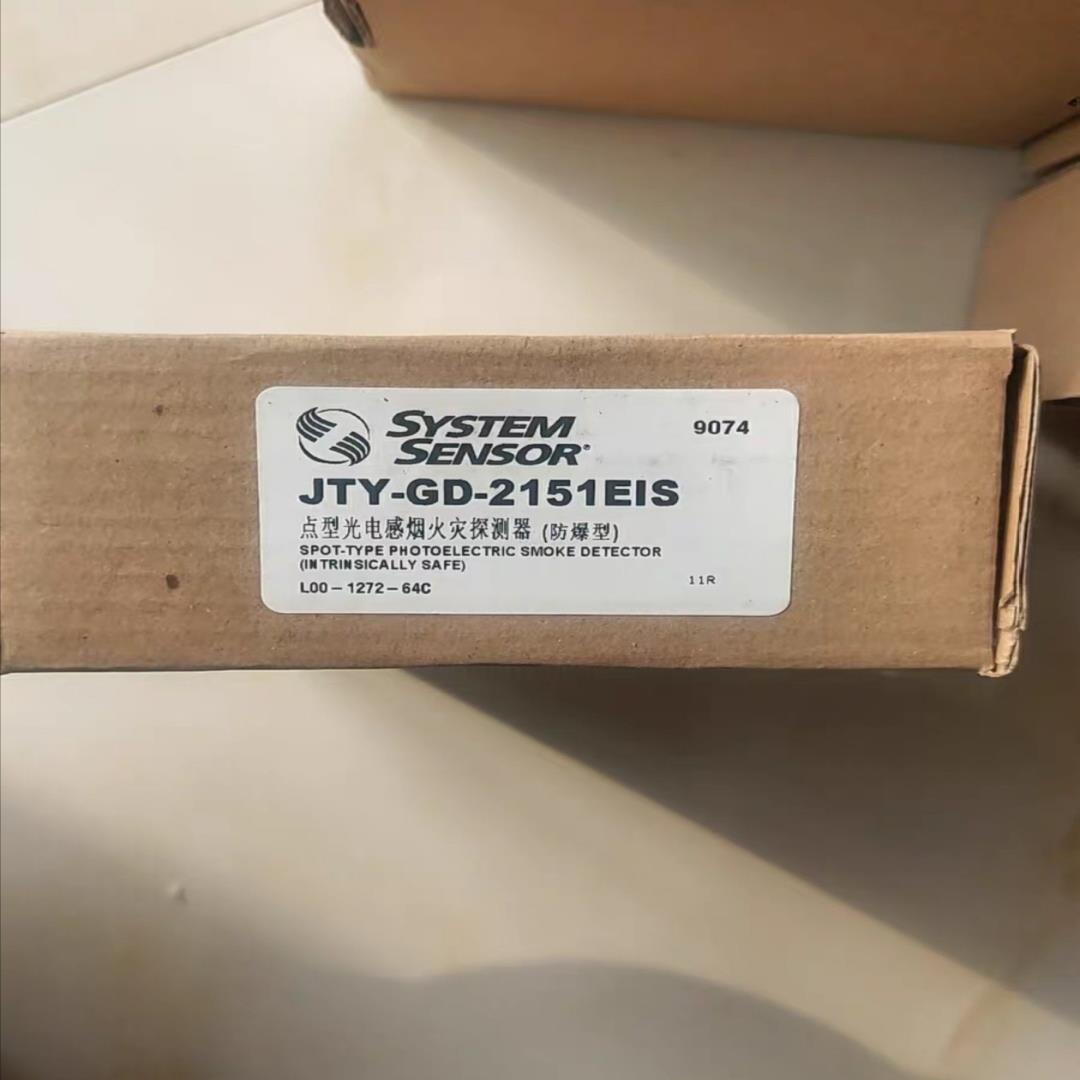 SYSTEM SENSOR®
9074
JTY-GD-2151EIS
点型光电感烟火灾探测器 (防爆型)
SPOT-TYPE PHOTOELECTRIC SMOKE DETECTOR
(INTRINSICALLY SAFE)
L00-1272-64C
11R